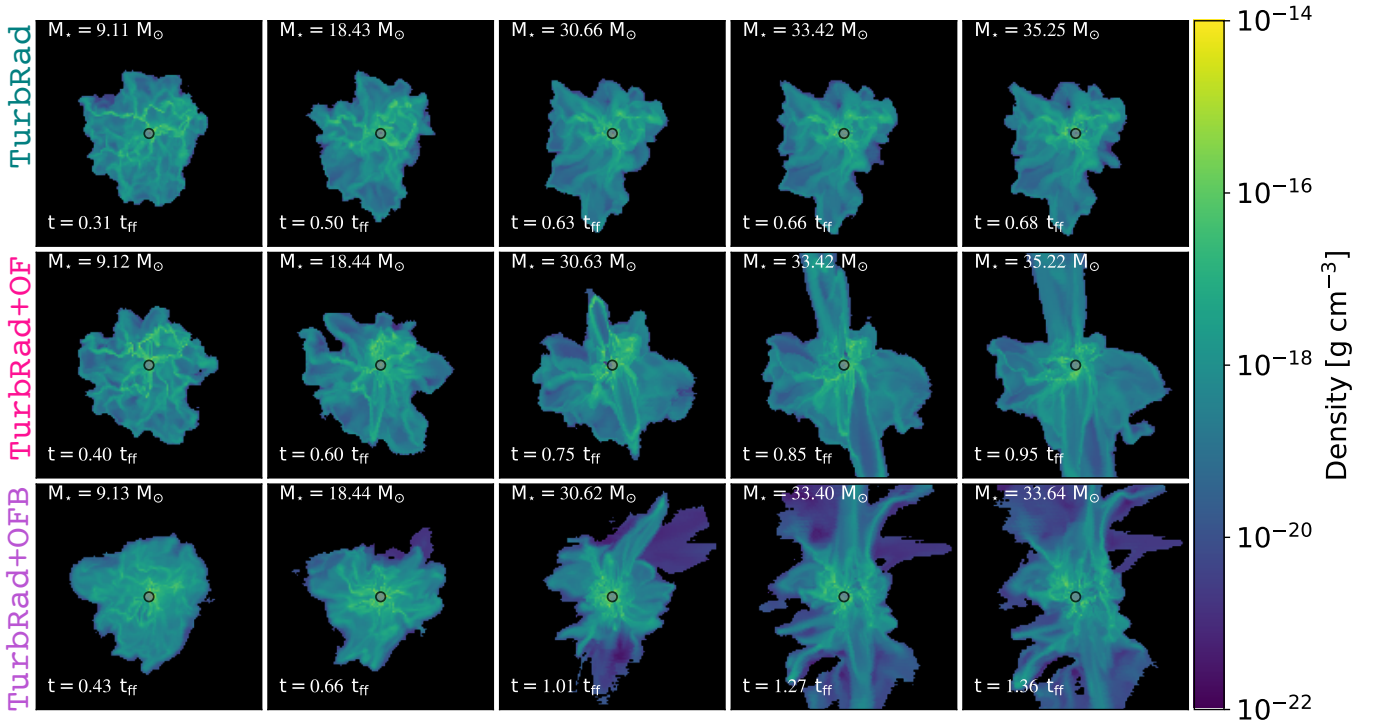 TurbRad
M⋆ = 9.11 M⊙
t = 0.31 t_ff
M⋆ = 18.43 M⊙
t = 0.50 t_ff
M⋆ = 30.66 M⊙
t = 0.63 t_ff
M⋆ = 33.42 M⊙
t = 0.66 t_ff
M⋆ = 35.25 M⊙
t = 0.68 t_ff
TurbRad+OF
M⋆ = 9.12 M⊙
t = 0.40 t_ff
M⋆ = 18.44 M⊙
t = 0.60 t_ff
M⋆ = 30.63 M⊙
t = 0.75 t_ff
M⋆ = 33.42 M⊙
t = 0.85 t_ff
M⋆ = 35.22 M⊙
t = 0.95 t_ff
TurbRad+OFB
M⋆ = 9.13 M⊙
t = 0.43 t_ff
M⋆ = 18.44 M⊙
t = 0.66 t_ff
M⋆ = 30.62 M⊙
t = 1.01 t_ff
M⋆ = 33.40 M⊙
t = 1.27 t_ff
M⋆ = 33.64 M⊙
t = 1.36 t_ff
10⁻¹⁴
10⁻¹⁶
10⁻¹⁸
10⁻²⁰
10⁻²²
Density [g cm⁻³]